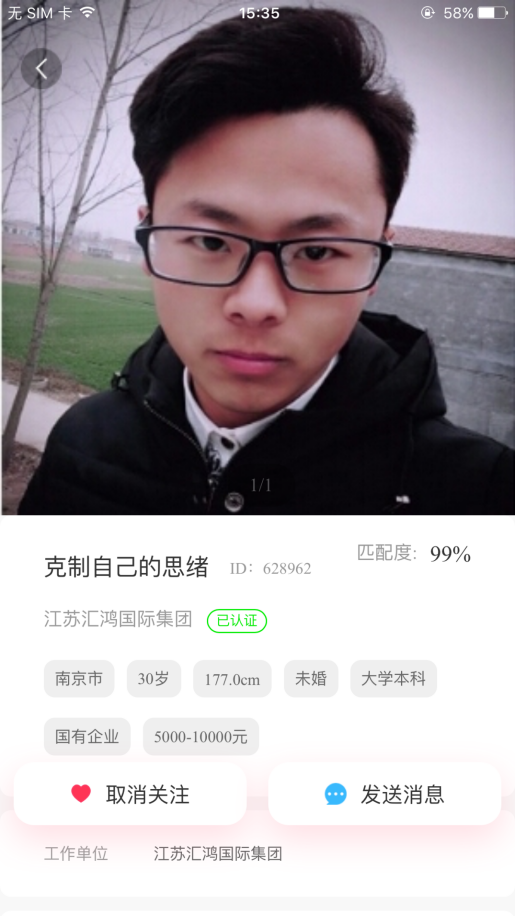 无 SIM 卡 15:35 58%
1/1
匹配度: 99%
克制自己的思绪 ID: 628962
江苏汇鸿国际集团 已认证
南京市 30岁 177.0cm 未婚 大学本科
国有企业 5000-10000元
取消关注 发送消息
工作单位 江苏汇鸿国际集团